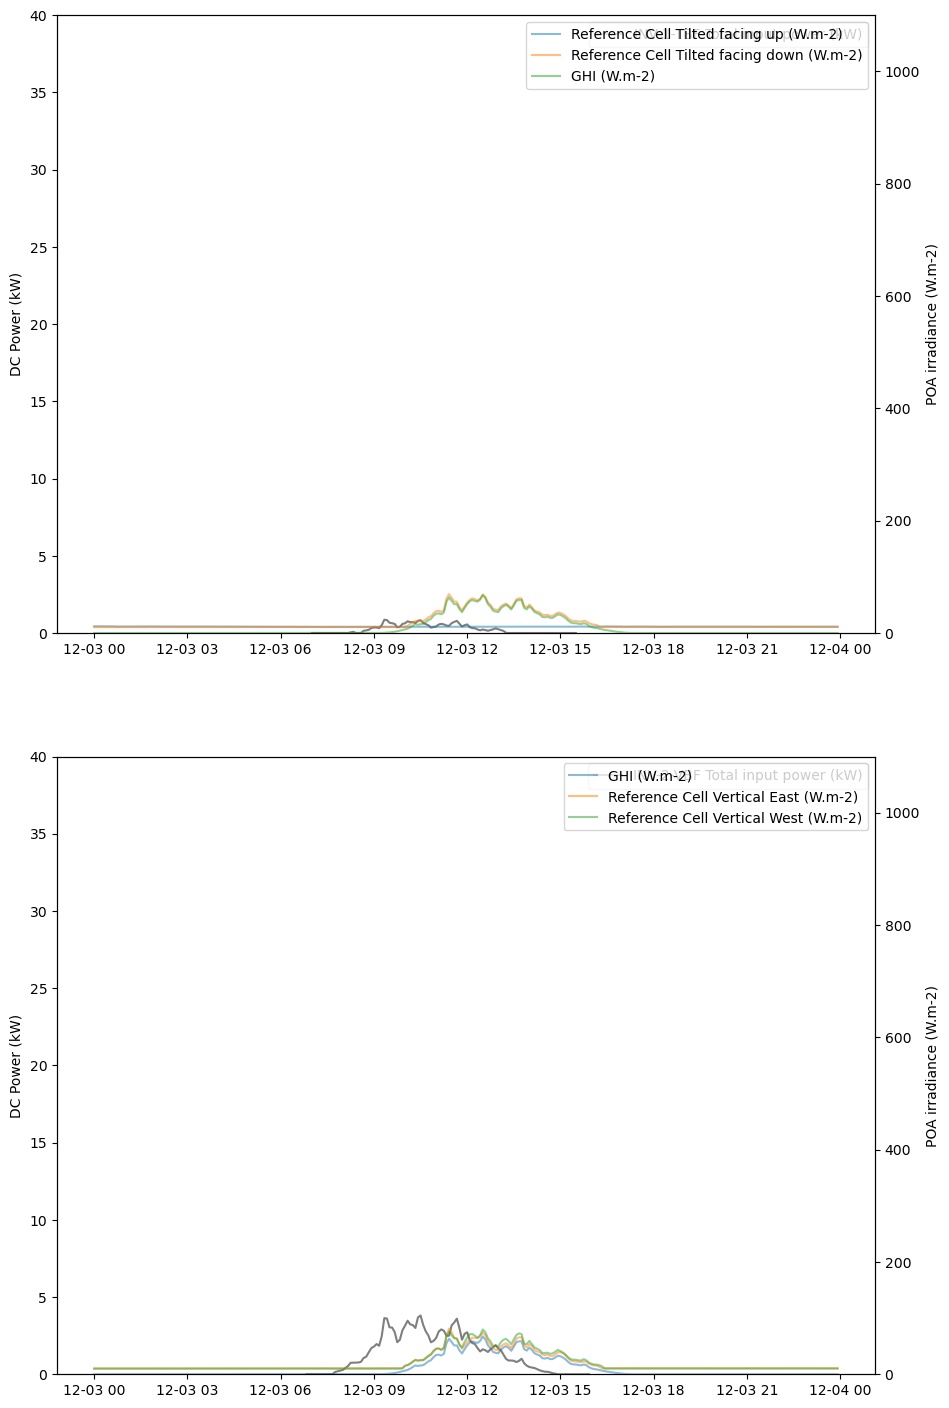 40
35
30
25
20
15
10
5
0
DC Power (kW)
Reference Cell Tilted facing up (W.m-2)
Reference Cell Tilted facing down (W.m-2)
GHI (W.m-2)
1000
800
600
400
200
0
POA irradiance (W.m-2)
12-03 00 12-03 03 12-03 06 12-03 09 12-03 12 12-03 15 12-03 18 12-03 21 12-04 00
40
35
30
25
20
15
10
5
0
DC Power (kW)
GHI (W.m-2)
Total input power (kW)
Reference Cell Vertical East (W.m-2)
Reference Cell Vertical West (W.m-2)
1000
800
600
400
200
0
POA irradiance (W.m-2)
12-03 00 12-03 03 12-03 06 12-03 09 12-03 12 12-03 15 12-03 18 12-03 21 12-04 00